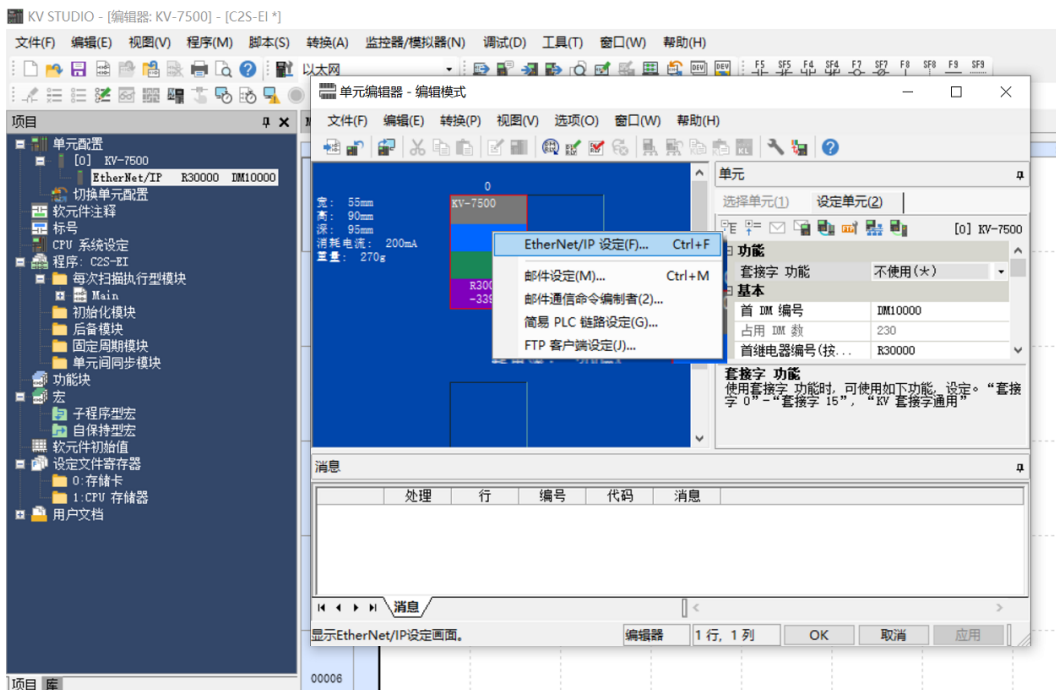 KV STUDIO - [编辑器: KV-7500] - [C2S-EI *]
文件(F) 编辑(E) 视图(V) 程序(M) 脚本(S) 转换(A) 监控器/模拟器(N) 调试(D) 工具(T) 窗口(W) 帮助(H)
以太网
F5 SF5 F4 SF4 F7 SF7 F8 SF8 F9 SF9
项目
单元配置
[0] KV-7500
EtherNet/IP R30000 DM10000
切换单元配置
软元件注释
标号
CPU 系统设定
程序: C2S-EI
每次扫描执行型模块
Main
初始化模块
后备模块
固定周期模块
单元间同步模块
功能块
宏
子程序型宏
自保持型宏
软元件初始值
设定文件寄存器
0:存储卡
1:CPU 存储器
用户文档
项目 库
00006
单元编辑器 - 编辑模式
文件(F) 编辑(E) 转换(P) 视图(V) 选项(O) 窗口(W) 帮助(H)
0
宽: 55mm
高: 90mm
深: 95mm
消耗电流: 200mA
重量: 270g
KV-7500
R300
-339
EtherNet/IP 设定(F)... Ctrl+F
邮件设定(M)... Ctrl+M
邮件通信命令编制者(2)...
简易 PLC 链路设定(G)...
FTP 客户端设定(J)...
单元
选择单元(1) 设定单元(2)
[0] KV-7500
功能
套接字 功能 不使用(*)
基本
首 DM 编号 DM10000
占用 DM 数 230
首继电器编号(按... R30000
套接字 功能
使用套接字 功能时, 可使用如下功能, 设定。“套接
字 0”-“套接字 15”, “KV 套接字通用”
消息
处理 行 编号 代码 消息
消息
显示EtherNet/IP设定画面。 编辑器 1 行, 1 列 OK 取消 应用